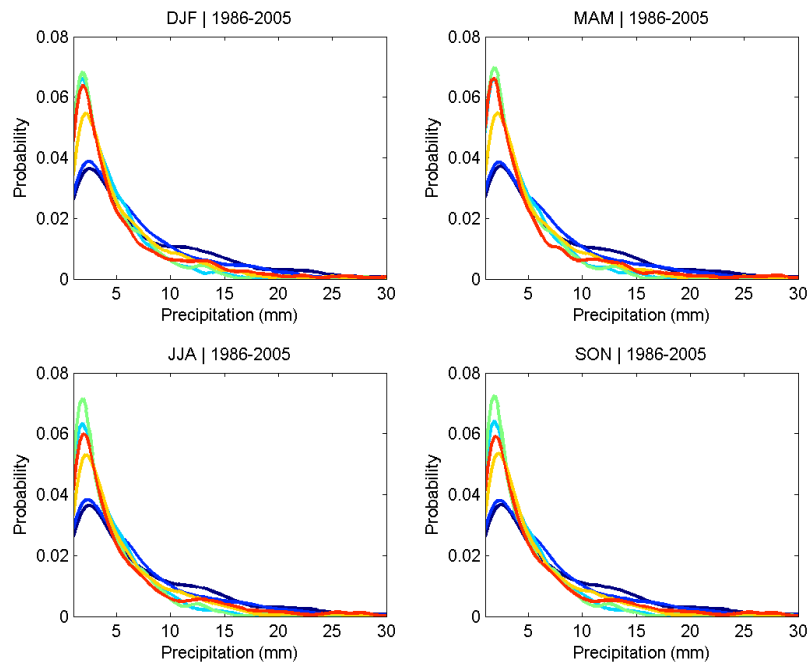 DJF | 1986-2005
0.08
0.06
0.04
0.02
0
Probability
5 10 15 20 25 30
Precipitation (mm)
MAM | 1986-2005
0.08
0.06
0.04
0.02
0
Probability
5 10 15 20 25 30
Precipitation (mm)
JJA | 1986-2005
0.08
0.06
0.04
0.02
0
Probability
5 10 15 20 25 30
Precipitation (mm)
SON | 1986-2005
0.08
0.06
0.04
0.02
0
Probability
5 10 15 20 25 30
Precipitation (mm)